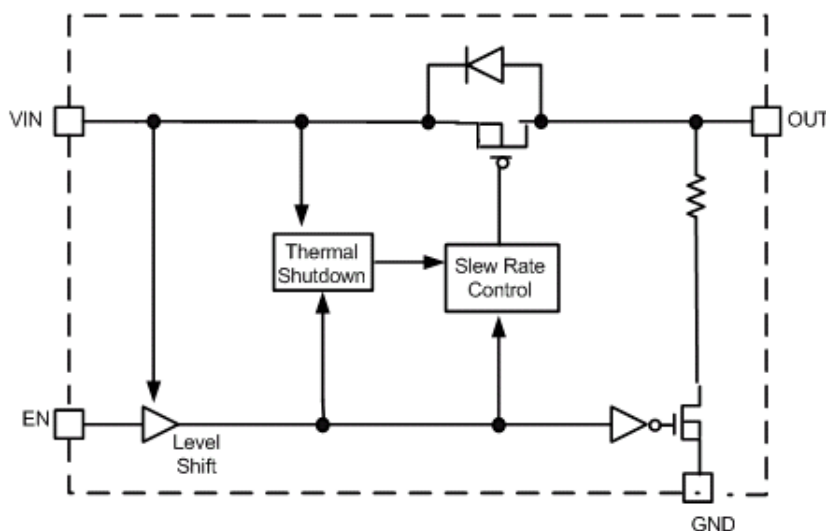 VIN
OUT
Thermal
Shutdown
Slew Rate
Control
EN
Level
Shift
GND